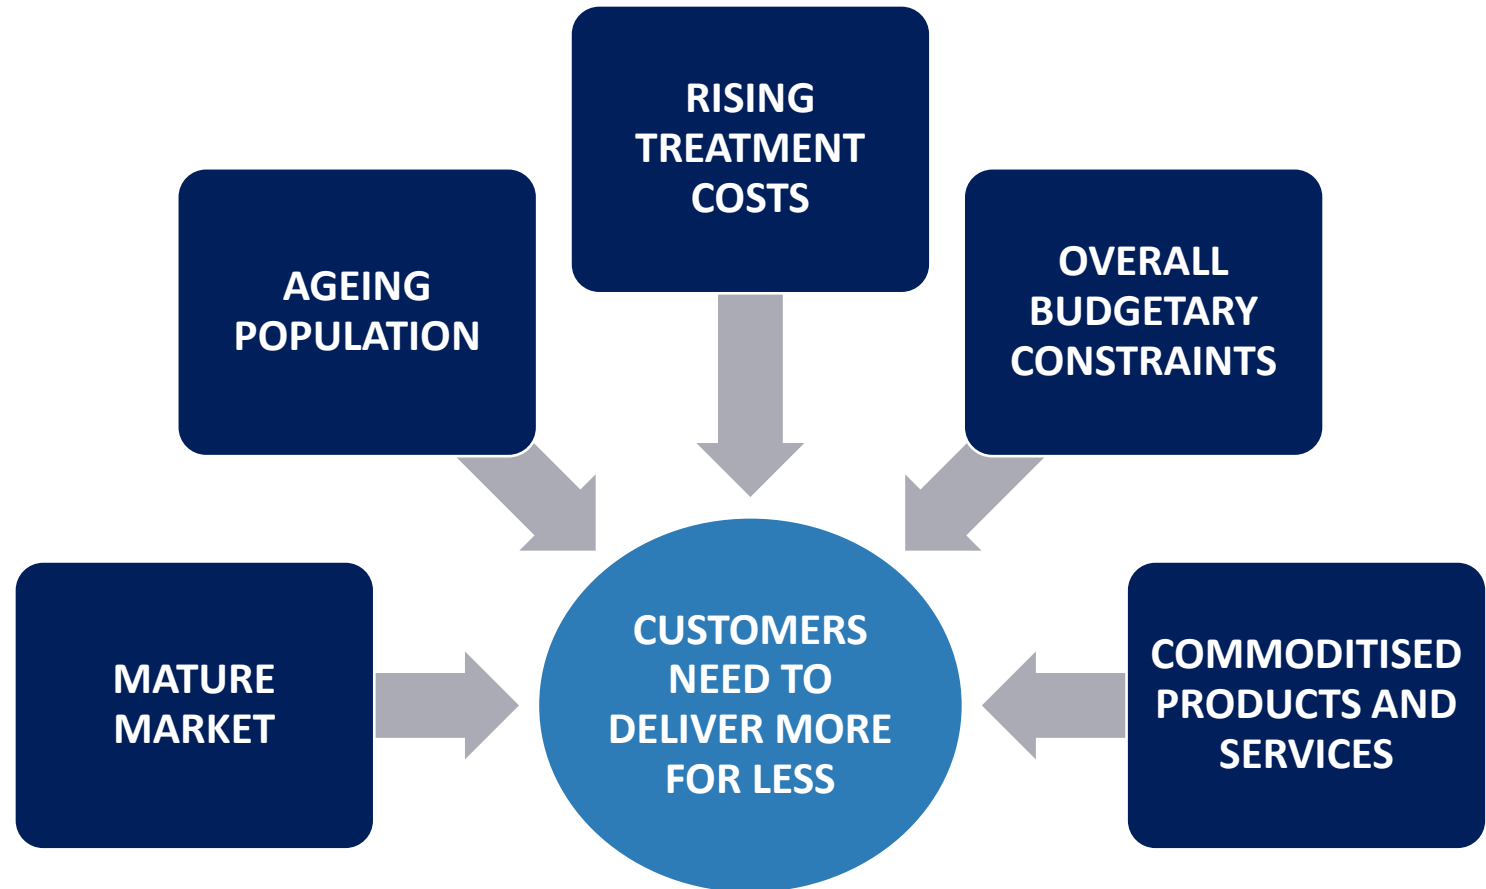 RISING
TREATMENT
COSTS
AGEING
POPULATION
OVERALL
BUDGETARY
CONSTRAINTS
MATURE
MARKET
CUSTOMERS
NEED TO
DELIVER MORE
FOR LESS
COMMODITISED
PRODUCTS AND
SERVICES